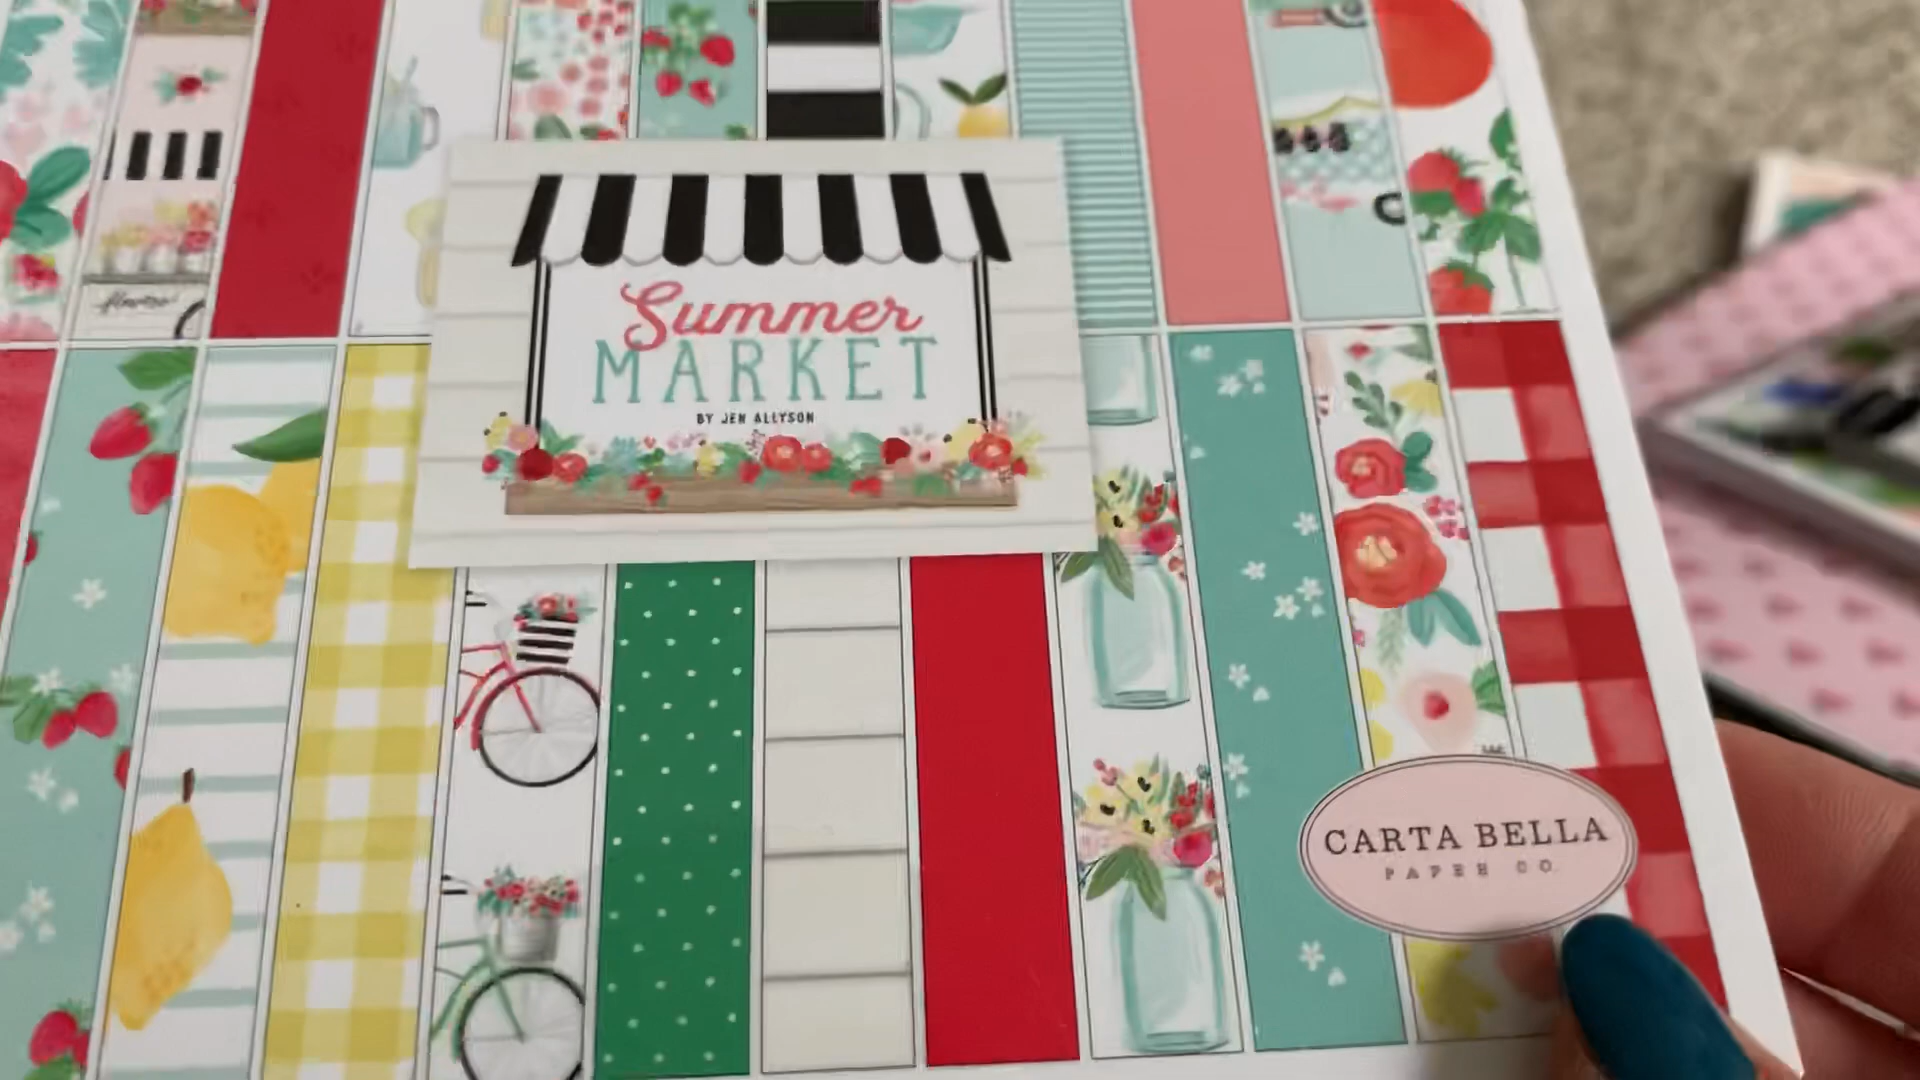 Summer
MARKET
BY JEN ALLYSON
CARTA BELLA
PAPER CO.